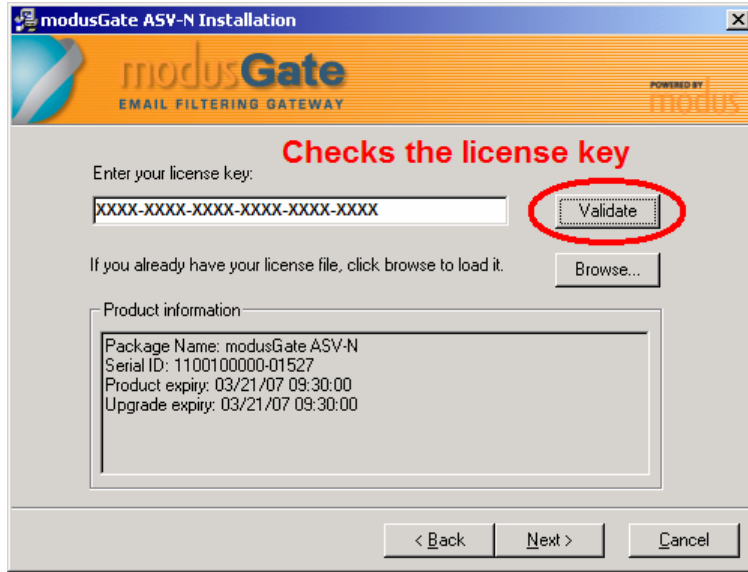 modusGate ASV-N Installation
modusGate
EMAIL FILTERING GATEWAY
POWERED BY
modus
Checks the license key
Enter your license key:
XXXX-XXXX-XXXX-XXXX-XXXX-XXXX
Validate
If you already have your license file, click browse to load it.
Browse...
Product information
Package Name: modusGate ASV-N
Serial ID: 1100100000-01527
Product expiry: 03/21/07 09:30:00
Upgrade expiry: 03/21/07 09:30:00
< Back
Next >
Cancel